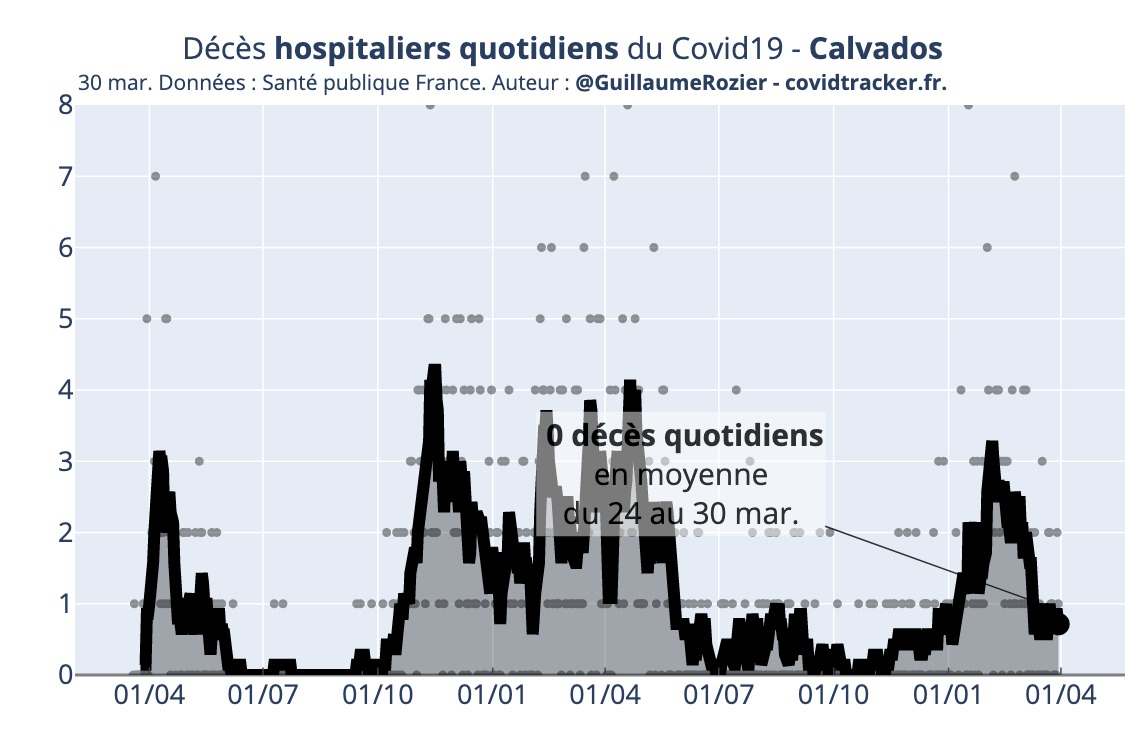 Décès hospitaliers quotidiens du Covid19 - Calvados
30 mar. Données : Santé publique France. Auteur : @GuillaumeRozier - covidtracker.fr.
8
7
6
5
4
3
2
1
0
0 décès quotidiens
en moyenne
du 24 au 30 mar.
01/04 01/07 01/10 01/01 01/04 01/07 01/10 01/01 01/04